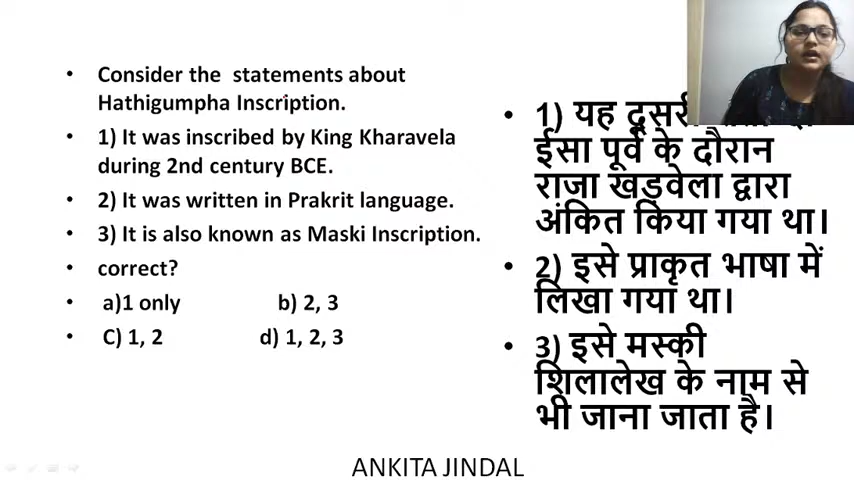 • Consider the statements about
Hathigumpha Inscription.
• 1) It was inscribed by King Kharavela
during 2nd century BCE.
• 2) It was written in Prakrit language.
• 3) It is also known as Maski Inscription.
• correct?
• a)1 only b) 2, 3
• C) 1, 2 d) 1, 2, 3
• 1) यह दूसरी
ईसा पूर्व के दौरान
राजा खड़वेला द्वारा
अंकित किया गया था।
• 2) इसे प्राकृत भाषा में
लिखा गया था।
• 3) इसे मस्की
शिलालेख के नाम से
भी जाना जाता है।
ANKITA JINDAL